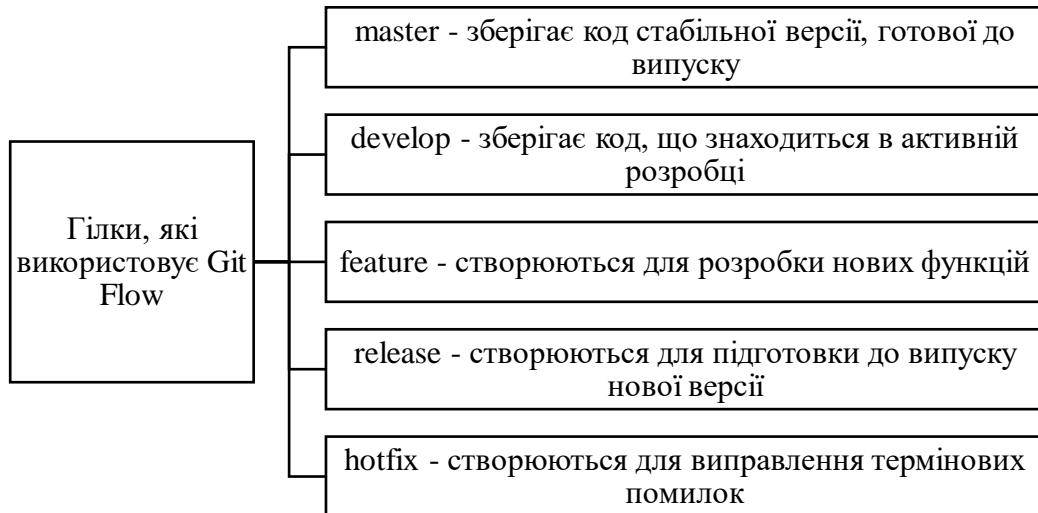 Гілки, які
використовує Git
Flow
master - зберігає код стабільної версії, готової до
випуску
develop - зберігає код, що знаходиться в активній
розробці
feature - створюються для розробки нових функцій
release - створюються для підготовки до випуску
нової версії
hotfix - створюються для виправлення термінових
помилок